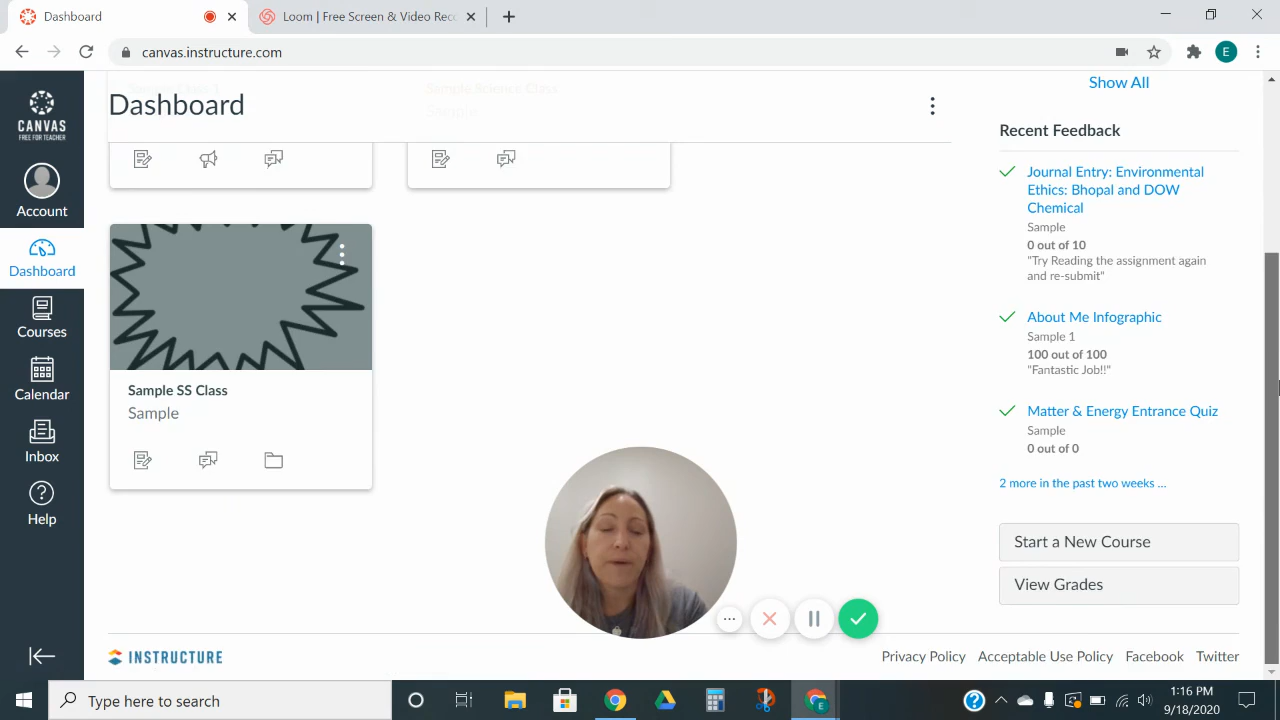 Dashboard
Loom | Free Screen & Video Rec
canvas.instructure.com
E
CANVAS
FREE FOR TEACHER
Account
Dashboard
Courses
Calendar
Inbox
Help
Dashboard
Sample Science Class
Sample
Sample SS Class
Sample
Show All
Recent Feedback
Journal Entry: Environmental
Ethics: Bhopal and DOW
Chemical
Sample
0 out of 10
"Try Reading the assignment again
and re-submit"
About Me Infographic
Sample 1
100 out of 100
"Fantastic Job!!"
Matter & Energy Entrance Quiz
Sample
0 out of 0
2 more in the past two weeks ...
Start a New Course
View Grades
INSTRUCTURE
Privacy Policy Acceptable Use Policy Facebook Twitter
Type here to search
E
1:16 PM
9/18/2020